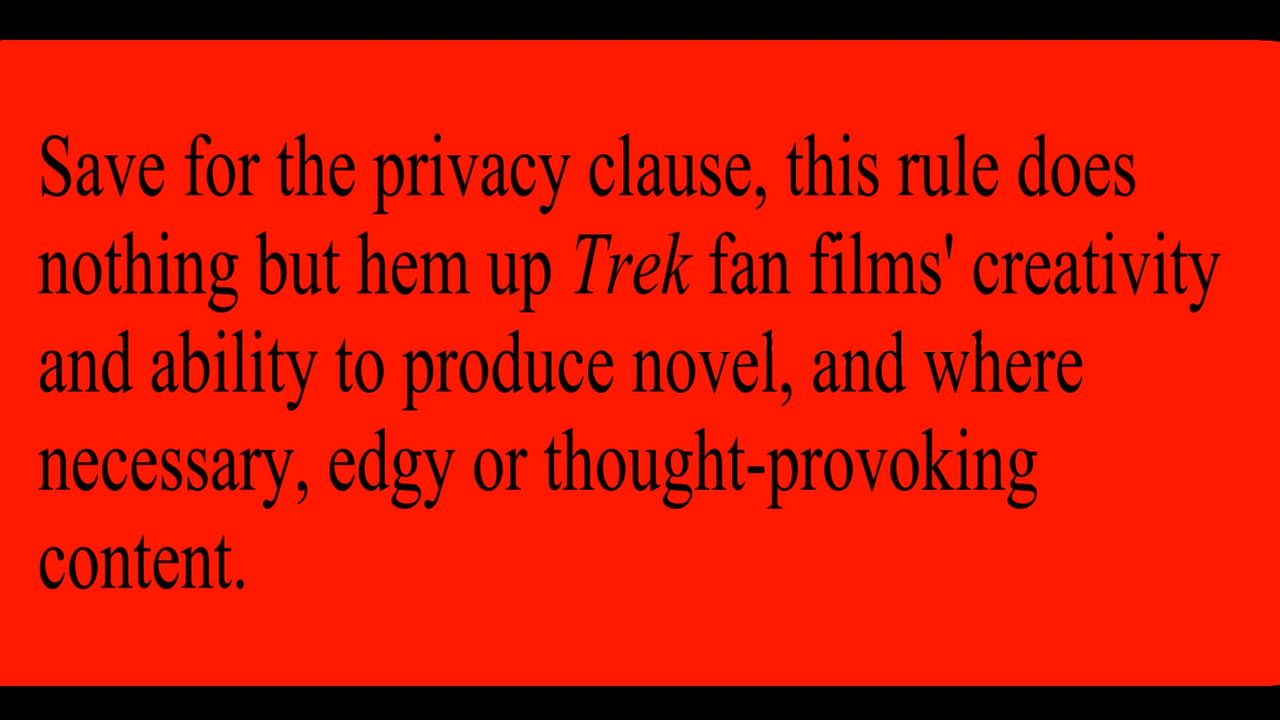 Save for the privacy clause, this rule does
nothing but hem up Trek fan films' creativity
and ability to produce novel, and where
necessary, edgy or thought-provoking
content.